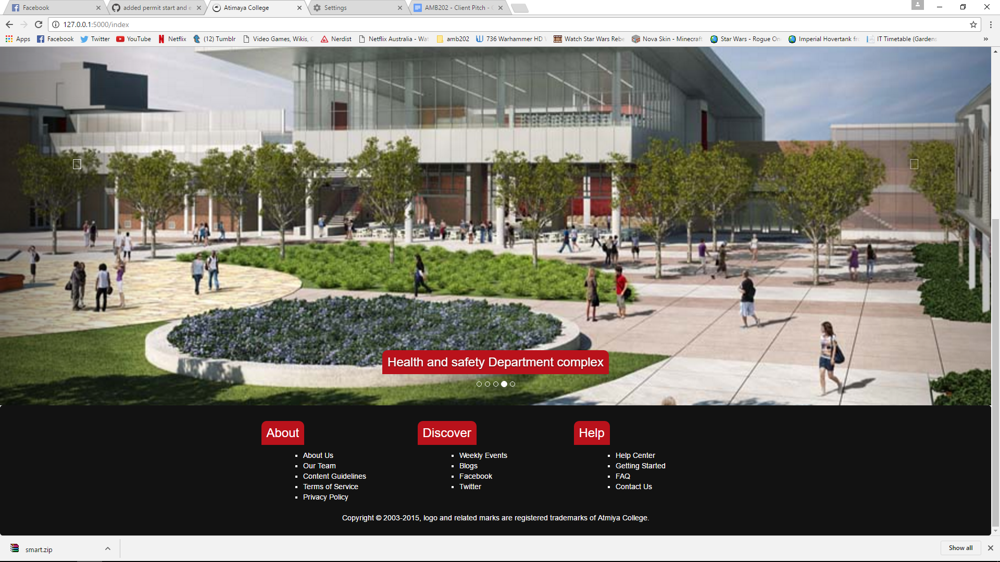 Facebook
added permit start and e
Atimaya College
Settings
AMB202 - Client Pitch -
127.0.0.1:5000/index
Apps
Facebook
Twitter
YouTube
Netflix
(12) Tumblr
Video Games, Wikis,
Nerdist
Netflix Australia - Wat
amb202
736 Warhammer HD
Watch Star Wars Rebe
Nova Skin - Minecraft
Star Wars - Rogue On
Imperial Hovertank fr
IT Timetable (Gardens
Health and safety Department complex
About
About Us
Our Team
Content Guidelines
Terms of Service
Privacy Policy
Discover
Weekly Events
Blogs
Facebook
Twitter
Help
Help Center
Getting Started
FAQ
Contact Us
Copyright © 2003-2015, logo and related marks are registered trademarks of Atmiya College.
smart.zip
Show all